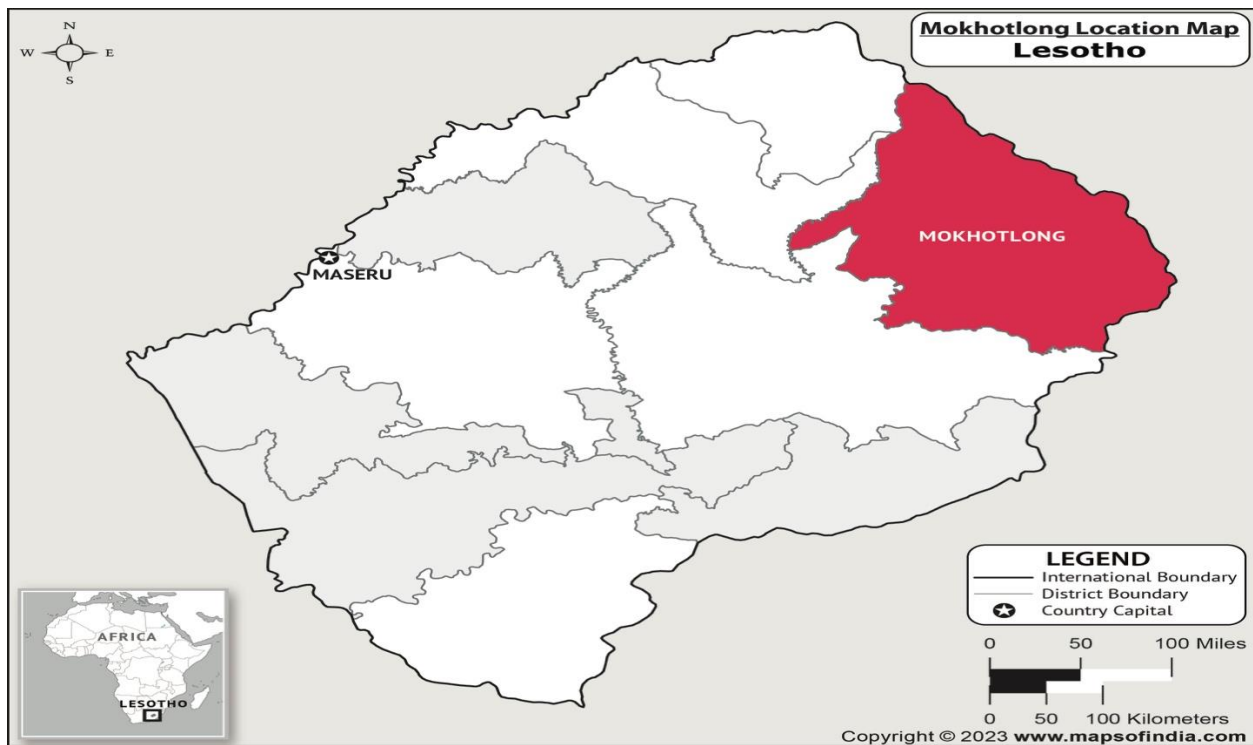 Mokhotlong Location Map
Lesotho
N
W E
S
MOKHOTLONG
MASERU
LEGEND
International Boundary
District Boundary
Country Capital
AFRICA
LESOTHO
0 50 100 Miles
0 50 100 Kilometers
Copyright © 2023 www.mapsofindia.com